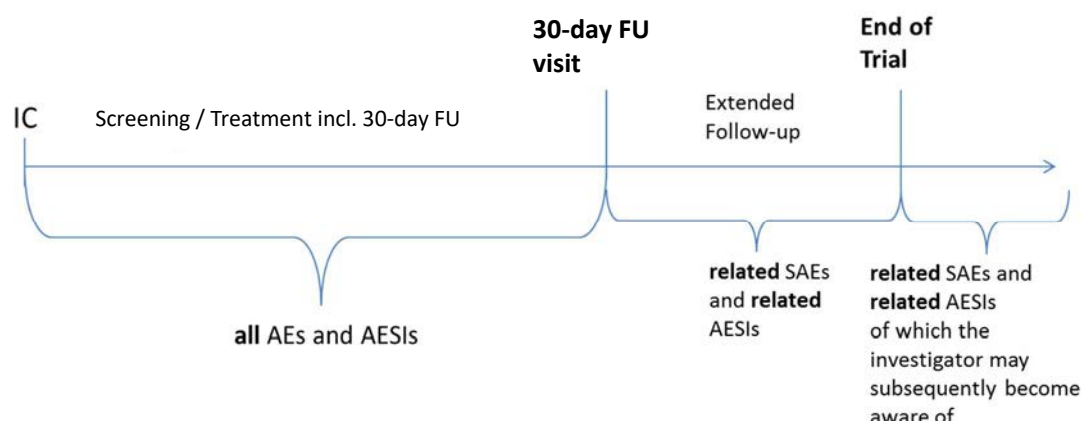 30-day FU
visit
End of
Trial
IC
Screening / Treatment incl. 30-day FU
Extended
Follow-up
all AEs and AESIs
related SAEs
and related
AESIs
related SAEs and
related AESIs
of which the
investigator may
subsequently become
aware of